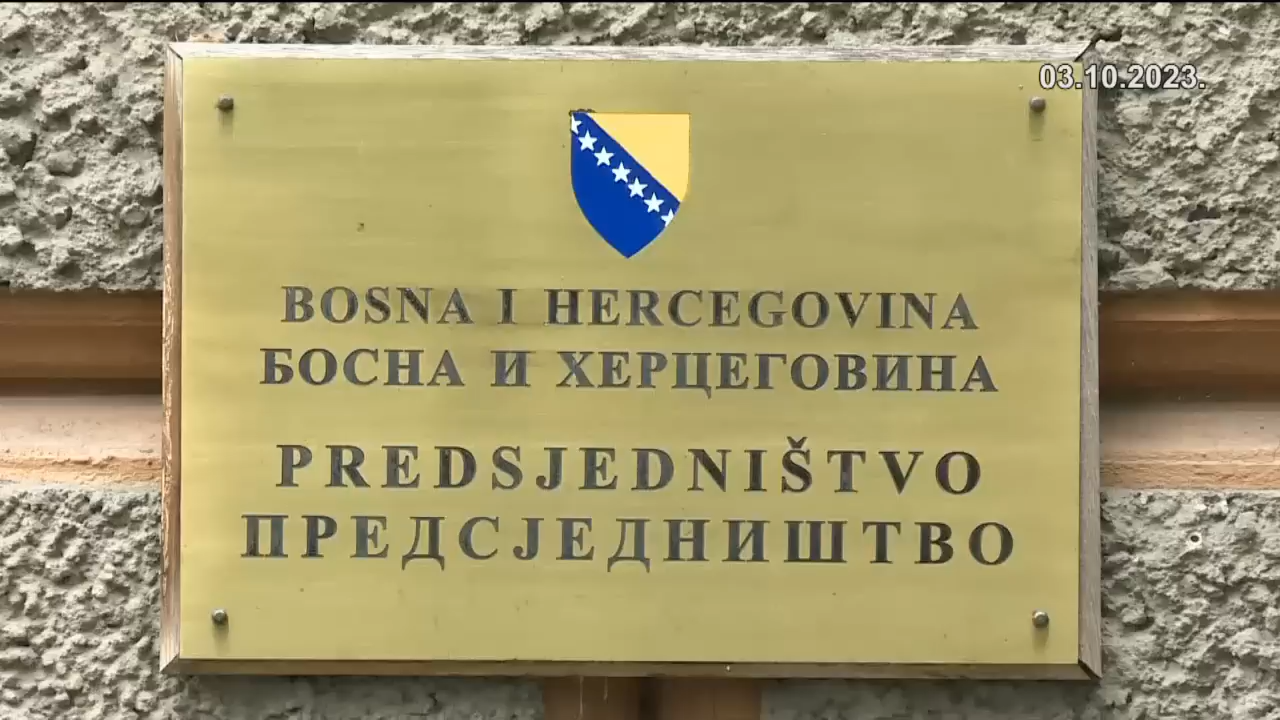 03.10.2023.
BOSNA I HERCEGOVINA
БОСНА И ХЕРЦЕГОВИНА
PREDSJEDNIŠTVO
ПРЕДСЈЕДНИШТВО